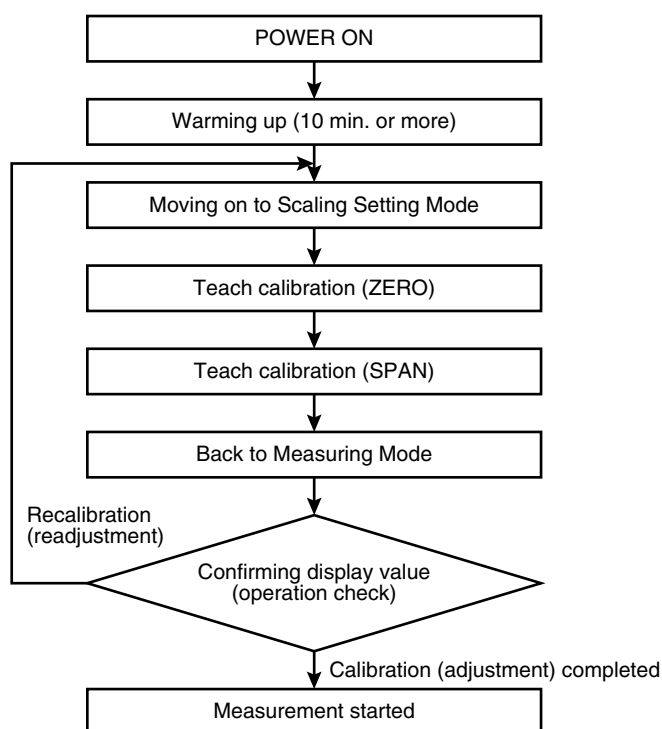 POWER ON
Warming up (10 min. or more)
Moving on to Scaling Setting Mode
Teach calibration (ZERO)
Teach calibration (SPAN)
Back to Measuring Mode
Recalibration
(readjustment)
Confirming display value
(operation check)
Calibration (adjustment) completed
Measurement started